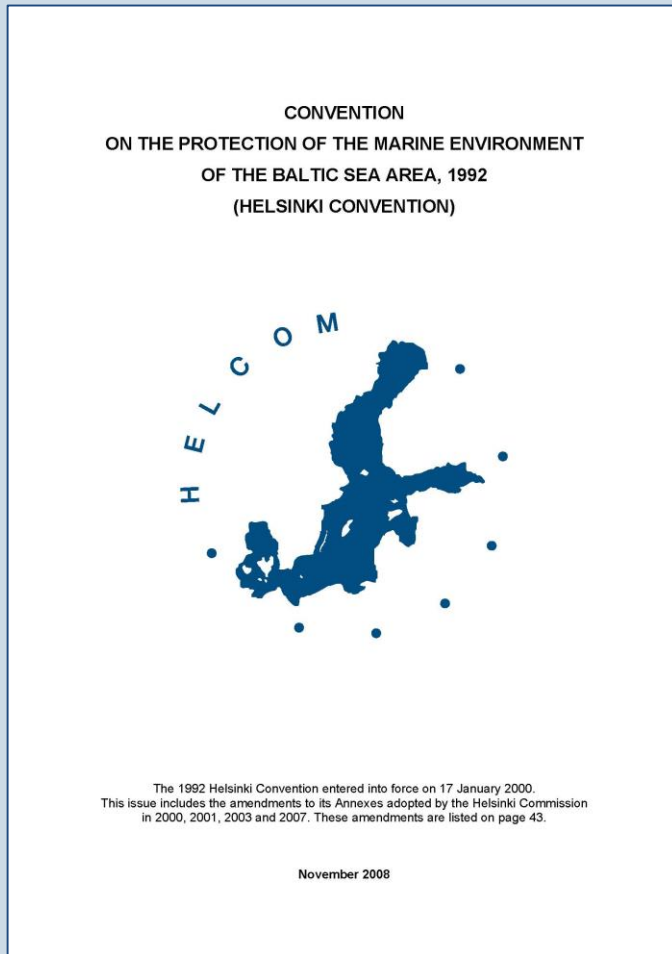 CONVENTION
ON THE PROTECTION OF THE MARINE ENVIRONMENT
OF THE BALTIC SEA AREA, 1992
(HELSINKI CONVENTION)
HELCOM
The 1992 Helsinki Convention entered into force on 17 January 2000.
This issue includes the amendments to its Annexes adopted by the Helsinki Commission
in 2000, 2001, 2003 and 2007. These amendments are listed on page 43.
November 2008